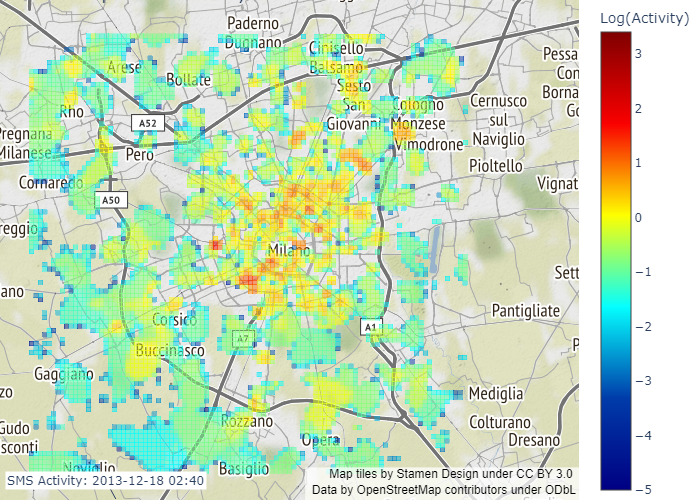 Log(Activity)
Paderno
Dugnano
Cinisello
Balsamo
Arese
Bollate
Sesto
San
Giovanni
Cologno
Monzese
Vimodrone
Cernusco
sul
Naviglio
Pioltello
Pessa
Con
Borna
Go
Rho
A52
Pregnana
Milanese
Pero
Cornaredo
A50
Vignat
reggio
Milano
Sett
ano
Corsico
Pantigliate
A7
A1
Buccinasco
Gaggiano
zo
Mediglia
Gudo
sconti
Rozzano
Colturano
Dresano
Opera
Noviglio
Basiglio
SMS Activity: 2013-12-18 02:40
Map tiles by Stamen Design under CC BY 3.0
Data by OpenStreetMap contributors under ODbL
3
2
1
0
−1
−2
−3
−4
−5